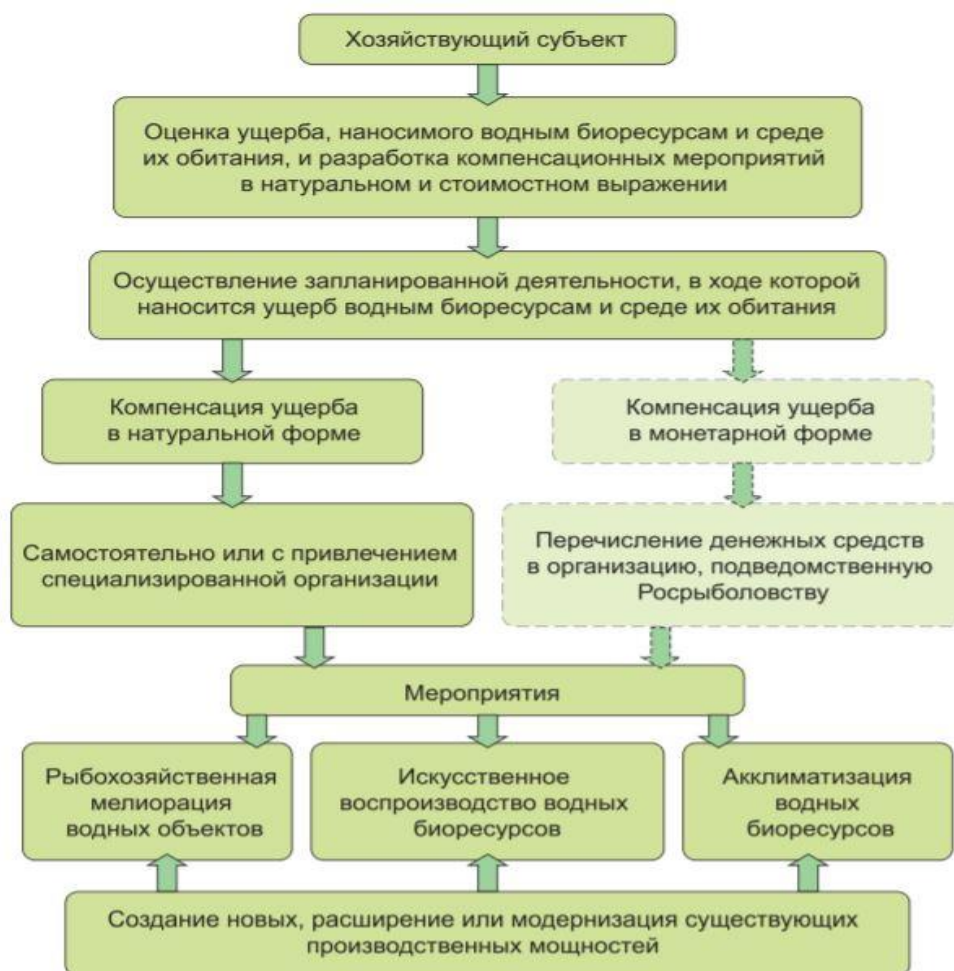 Хозяйствующий субъект
Оценка ущерба, наносимого водным биоресурсам и среде
их обитания, и разработка компенсационных мероприятий
в натуральном и стоимостном выражении
Осуществление запланированной деятельности, в ходе которой
наносится ущерб водным биоресурсам и среде их обитания
Компенсация ущерба
в натуральной форме
Компенсация ущерба
в монетарной форме
Самостоятельно или с привлечением
специализированной организации
Перечисление денежных средств
в организацию, подведомственную
Росрыболовству
Мероприятия
Рыбохозяйственная
мелиорация
водных объектов
Искусственное
воспроизводство водных
биоресурсов
Акклиматизация
водных
биоресурсов
Создание новых, расширение или модернизация существующих
производственных мощностей